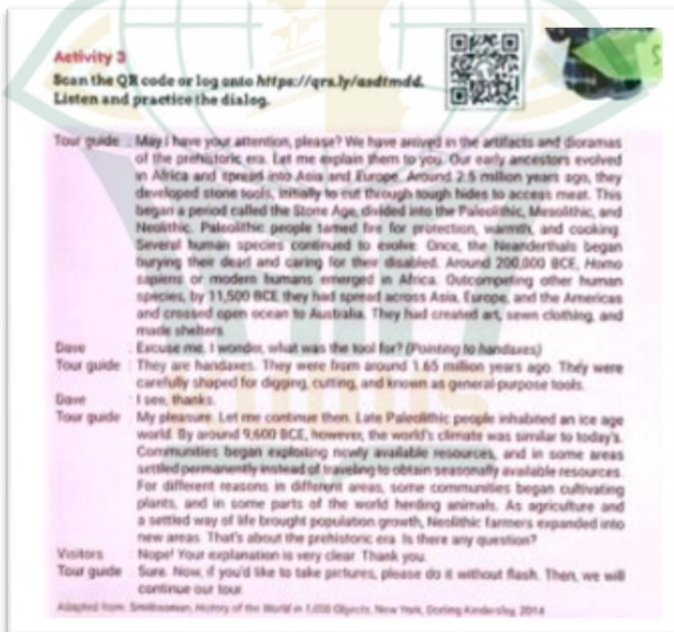 Activity 3
Scan the QR code or log onto https://qrs.ly/asdtmdd.
Listen and practice the dialog.
Tour guide : May I have your attention, please? We have arrived in the artifacts and dioramas
of the prehistoric era. Let me explain them to you. Our early ancestors evolved
in Africa and spread into Asia and Europe. Around 2.5 million years ago, they
developed stone tools, initially to cut through tough hides to access meat. This
began a period called the Stone Age, divided into the Paleolithic, Mesolithic, and
Neolithic. Paleolithic people tamed fire for protection, warmth, and cooking.
Several human species continued to evolve. Once, the Neanderthals began
burying their dead and caring for their disabled. Around 200,000 BCE, Homo
sapiens or modern humans emerged in Africa. Outcompeting other human
species, by 11,500 BCE they had spread across Asia, Europe, and the Americas
and crossed open ocean to Australia. They had created art, sewn clothing, and
made shelters.
Dave : Excuse me, I wonder, what was the tool for? (Pointing to handaxes)
Tour guide : They are handaxes. They were from around 1.65 million years ago. They were
carefully shaped for digging, cutting, and known as general-purpose tools.
Dave : I see, thanks.
Tour guide : My pleasure. Let me continue then. Late Paleolithic people inhabited an ice age
world. By around 9,600 BCE, however, the world's climate was similar to today's.
Communities began exploiting newly available resources, and in some areas
settled permanently instead of traveling to obtain seasonally available resources.
For different reasons in different areas, some communities began cultivating
plants, and in some parts of the world herding animals. As agriculture and
a settled way of life brought population growth, Neolithic farmers expanded into
new areas. That's about the prehistoric era. Is there any question?
Visitors : Nope! Your explanation is very clear. Thank you.
Tour guide : Sure. Now, if you'd like to take pictures, please do it without flash. Then, we will
continue our tour.
Adapted from: Smithsonian, History of the World in 1,000 Objects, New York, Dorling Kindersley, 2014